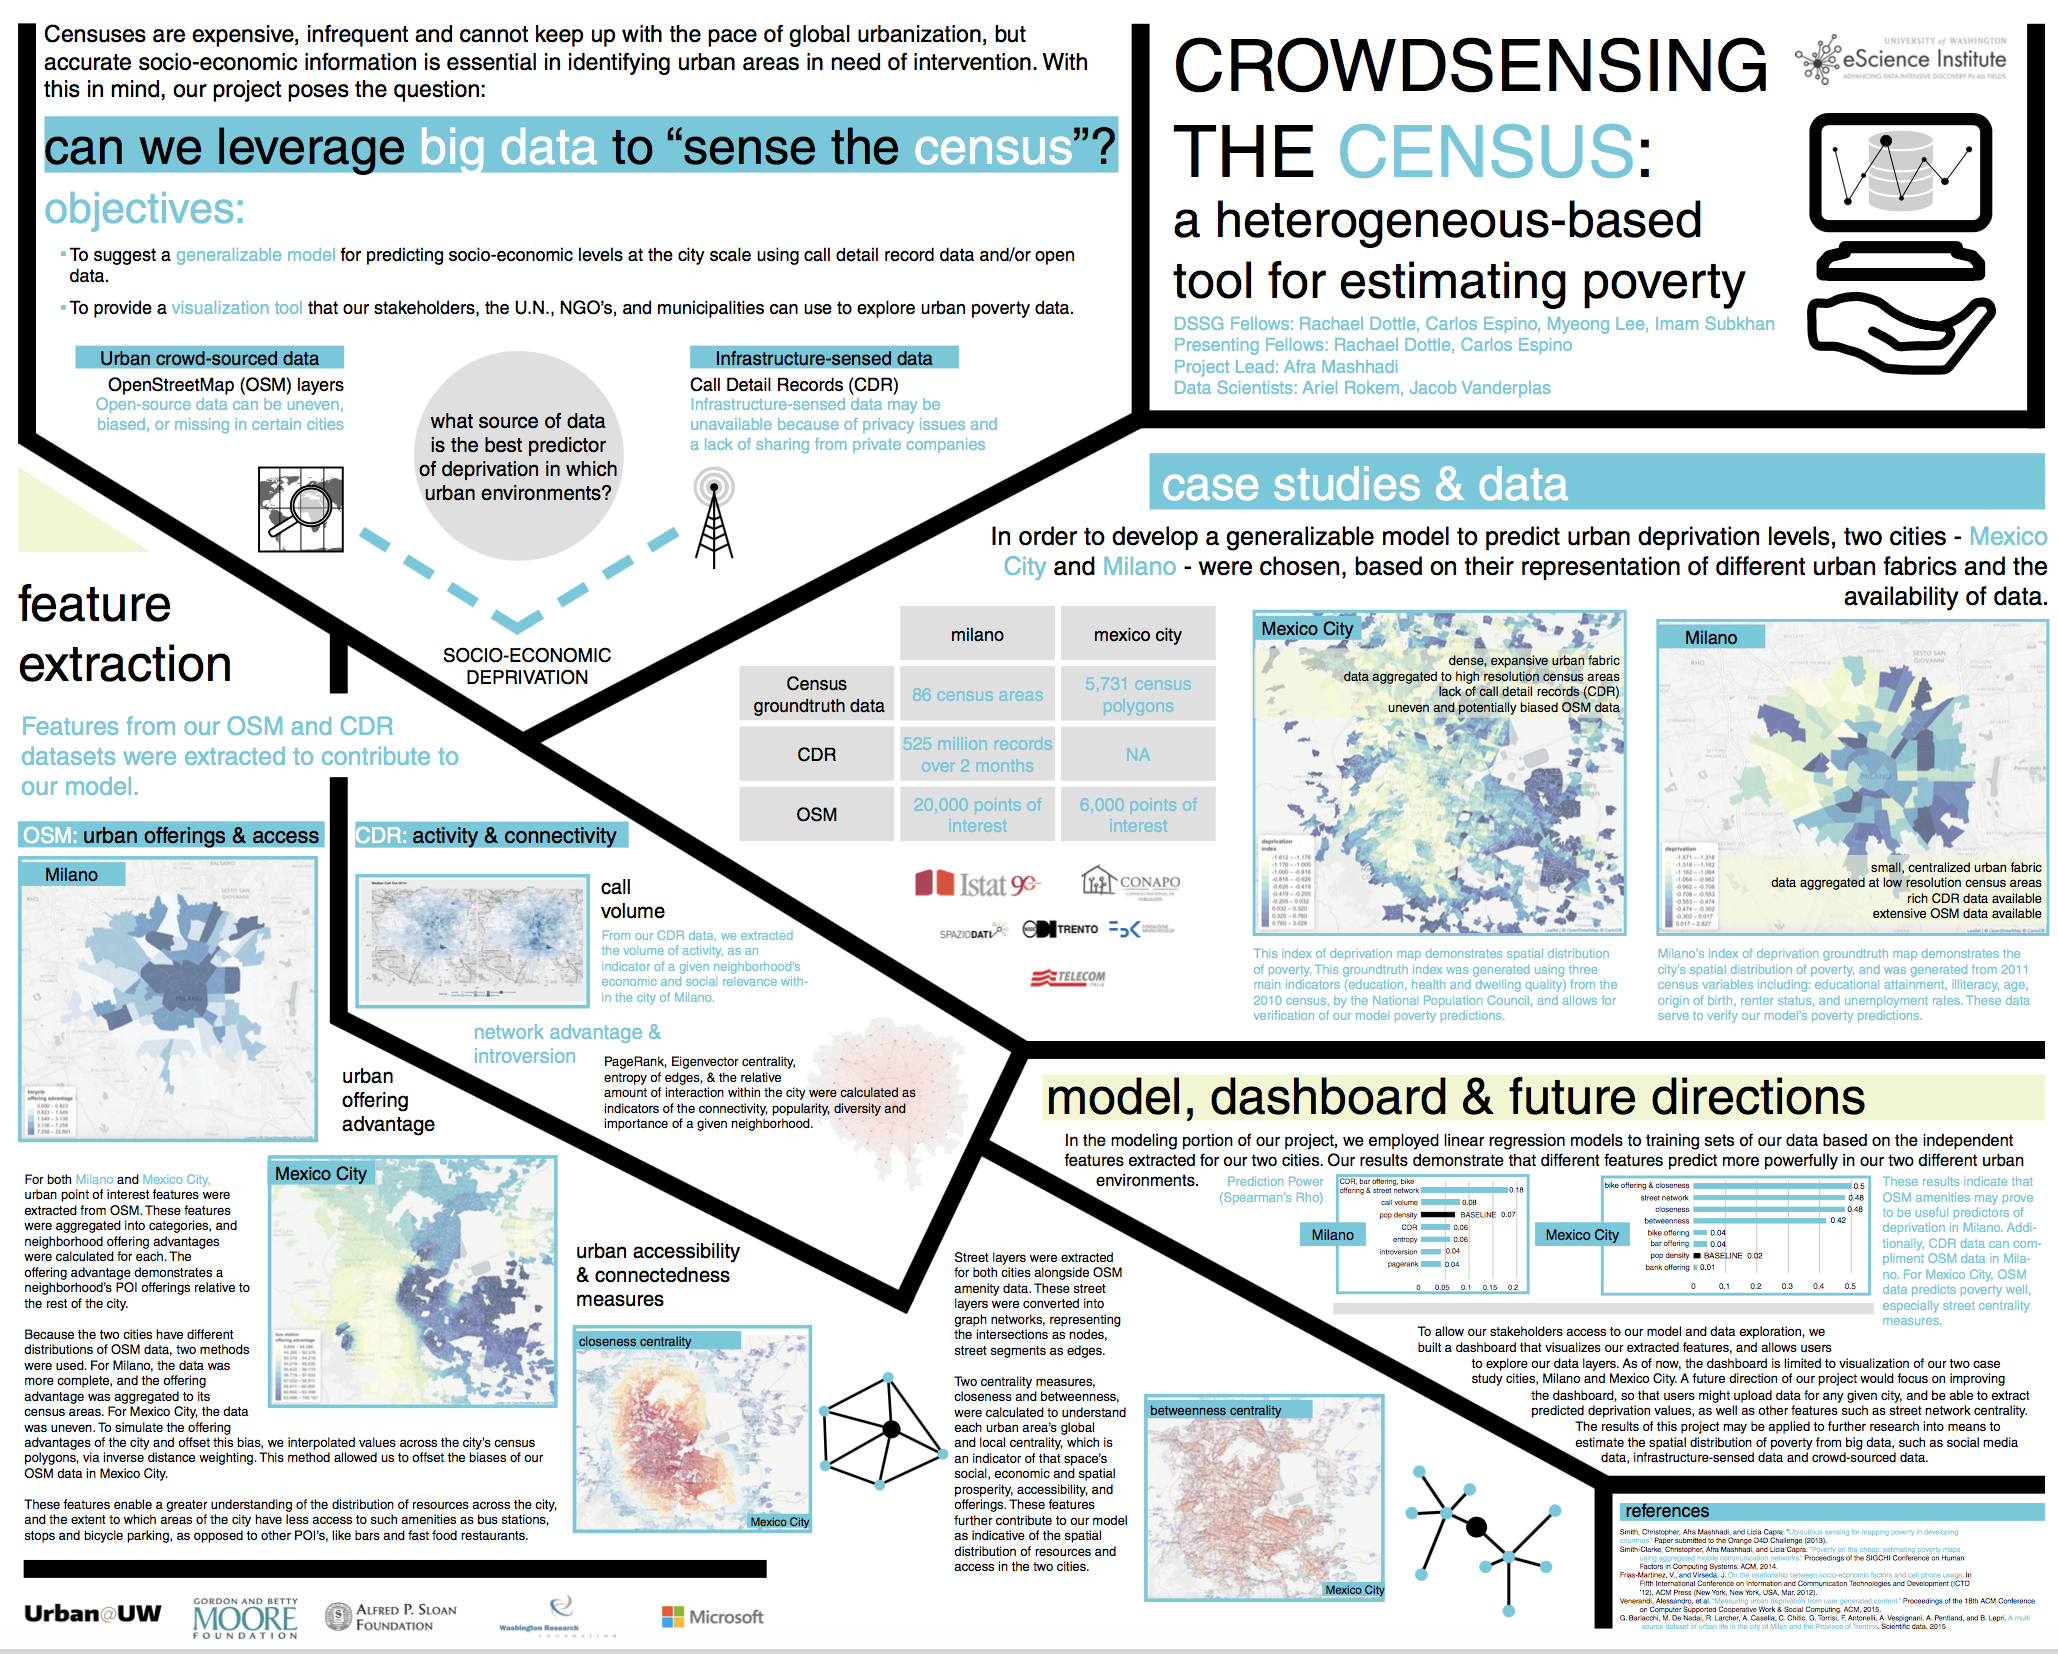 Censuses are expensive, infrequent and cannot keep up with the pace of global urbanization, but
accurate socio-economic information is essential in identifying urban areas in need of intervention. With
this in mind, our project poses the question:
can we leverage big data to “sense the census”?
objectives:
To suggest a generalizable model for predicting socio-economic levels at the city scale using call detail record data and/or open
data.
To provide a visualization tool that our stakeholders, the U.N., NGO's, and municipalities can use to explore urban poverty data.
Urban crowd-sourced data
OpenStreetMap (OSM) layers
Open-source data can be uneven,
biased, or missing in certain cities
what source of data
is the best predictor
of deprivation in which
urban environments?
Infrastructure-sensed data
Call Detail Records (CDR)
Infrastructure-sensed data may be
unavailable because of privacy issues and
a lack of sharing from private companies
SOCIO-ECONOMIC
DEPRIVATION
CROWDSENSING
THE CENSUS:
a heterogeneous-based
tool for estimating poverty
DSSG Fellows: Rachael Dottle, Carlos Espino, Myeong Lee, Imam Subkhan
Presenting Fellows: Rachael Dottle, Carlos Espino
Project Lead: Afra Mashhadi
Data Scientists: Ariel Rokem, Jacob Vanderplas
UNIVERSITY of WASHINGTON
eScience Institute
ADVANCING DATA-INTENSIVE DISCOVERY IN ALL FIELDS
case studies & data
In order to develop a generalizable model to predict urban deprivation levels, two cities - Mexico
City and Milano - were chosen, based on their representation of different urban fabrics and the
availability of data.
milano
mexico city
Census
groundtruth data
86 census areas
5,731 census
polygons
CDR
525 million records
over 2 months
NA
OSM
20,000 points of
interest
6,000 points of
interest
Istat 90
CONAPO
SPAZIODATI
TRENTO
FBK
TELECOM
ITALIA
Mexico City
dense, expansive urban fabric
data aggregated to high resolution census areas
lack of call detail records (CDR)
uneven and potentially biased OSM data
deprivation
index
This index of deprivation map demonstrates spatial distribution
of poverty. This groundtruth index was generated using three
main indicators (education, health and dwelling quality) from the
2010 census, by the National Population Council, and allows for
verification of our model poverty predictions.
Milano
SESTO SAN
GIOVANNI
MILANO
small, centralized urban fabric
data aggregated at low resolution census areas
rich CDR data available
extensive OSM data available
deprivation
Milano's index of deprivation groundtruth map demonstrates the
city's spatial distribution of poverty, and was generated from 2011
census variables including: educational attainment, illiteracy, age,
origin of birth, renter status, and unemployment rates. These data
serve to verify our model's poverty predictions.
feature
extraction
Features from our OSM and CDR
datasets were extracted to contribute to
our model.
OSM: urban offerings & access
Milano
SESTO SAN
GIOVANNI
MILANO
bicycle
offering advantage
urban
offering
advantage
CDR: activity & connectivity
call
volume
From our CDR data, we extracted
the volume of activity, as an
indicator of a given neighborhood's
economic and social relevance with-
in the city of Milano.
network advantage &
introversion
PageRank, Eigenvector centrality,
entropy of edges, & the relative
amount of interaction within the city were calculated as
indicators of the connectivity, popularity, diversity and
importance of a given neighborhood.
For both Milano and Mexico City,
urban point of interest features were
extracted from OSM. These features
were aggregated into categories, and
neighborhood offering advantages
were calculated for each. The
offering advantage demonstrates a
neighborhood's POI offerings relative to
the rest of the city.
Because the two cities have different
distributions of OSM data, two methods
were used. For Milano, the data was
more complete, and the offering
advantage was aggregated to its
census areas. For Mexico City, the data
was uneven. To simulate the offering
advantages of the city and offset this bias, we interpolated values across the city's census
polygons, via inverse distance weighting. This method allowed us to offset the biases of our
OSM data in Mexico City.
These features enable a greater understanding of the distribution of resources across the city,
and the extent to which areas of the city have less access to such amenities as bus stations,
stops and bicycle parking, as opposed to other POI's, like bars and fast food restaurants.
Mexico City
bus station
offering advantage
urban accessibility
& connectedness
measures
closeness centrality
Mexico City
Street layers were extracted
for both cities alongside OSM
amenity data. These street
layers were converted into
graph networks, representing
the intersections as nodes,
street segments as edges.
Two centrality measures,
closeness and betweenness,
were calculated to understand
each urban area's global
and local centrality, which is
an indicator of that space's
social, economic and spatial
prosperity, accessibility, and
offerings. These features
further contribute to our model
as indicative of the spatial
distribution of resources and
access in the two cities.
betweenness centrality
Mexico City
model, dashboard & future directions
In the modeling portion of our project, we employed linear regression models to training sets of our data based on the independent
features extracted for our two cities. Our results demonstrate that different features predict more powerfully in our two different urban
environments.
Prediction Power
(Spearman's Rho)
Milano
CDR, bar offering, bike
offering & street network 0.18
call volume 0.08
pop density BASELINE 0.07
CDR 0.06
entropy 0.06
introversion 0.04
pagerank 0.04
0 0.05 0.1 0.15 0.2
Mexico City
bike offering & closeness 0.5
street network 0.48
closeness 0.48
betweenness 0.42
bike offering 0.04
bar offering 0.04
pop density BASELINE 0.02
bank offering 0.01
0 0.1 0.2 0.3 0.4 0.5
These results indicate that
OSM amenities may prove
to be useful predictors of
deprivation in Milano. Addi-
tionally, CDR data can com-
pliment OSM data in Mila-
no. For Mexico City, OSM
data predicts poverty well,
especially street centrality
measures.
To allow our stakeholders access to our model and data exploration, we
built a dashboard that visualizes our extracted features, and allows users
to explore our data layers. As of now, the dashboard is limited to visualization of our two case
study cities, Milano and Mexico City. A future direction of our project would focus on improving
the dashboard, so that users might upload data for any given city, and be able to extract
predicted deprivation values, as well as other features such as street network centrality.
The results of this project may be applied to further research into means to
estimate the spatial distribution of poverty from big data, such as social media
data, infrastructure-sensed data and crowd-sourced data.
references
Smith, Christopher, Afra Mashhadi, and Licia Capra. "Ubiquitous sensing for mapping poverty in developing
countries." Paper submitted to the Orange D4D Challenge (2013).
Smith-Clarke, Christopher, Afra Mashhadi, and Licia Capra. "Poverty on the cheap: estimating poverty maps
using aggregated mobile communication networks." Proceedings of the SIGCHI Conference on Human
Factors in Computing Systems. ACM, 2014.
Frias-Martinez, V., and Virseda, J. On the relationship between socio-economic factors and cell phone usage. In
Fifth International Conference on Information and Communication Technologies and Development (ICTD
'12), ACM Press (New York, New York, USA, Mar. 2012).
Venerandi, Alessandro, et al. "Measuring urban deprivation from user generated content." Proceedings of the 18th ACM Conference
on Computer Supported Cooperative Work & Social Computing. ACM, 2015.
G. Barlacchi, M. De Nadai, R. Larcher, A. Casella, C. Chitic, G. Torrisi, F. Antonelli, A. Vespignani, A. Pentland, and B. Lepri, A multi
source dataset of urban life in the city of Milan and the Province of Trentino. Scientific data, 2015
Urban@UW
GORDON AND BETTY
MOORE
FOUNDATION
ALFRED P. SLOAN
FOUNDATION
Washington Research
FOUNDATION
Microsoft